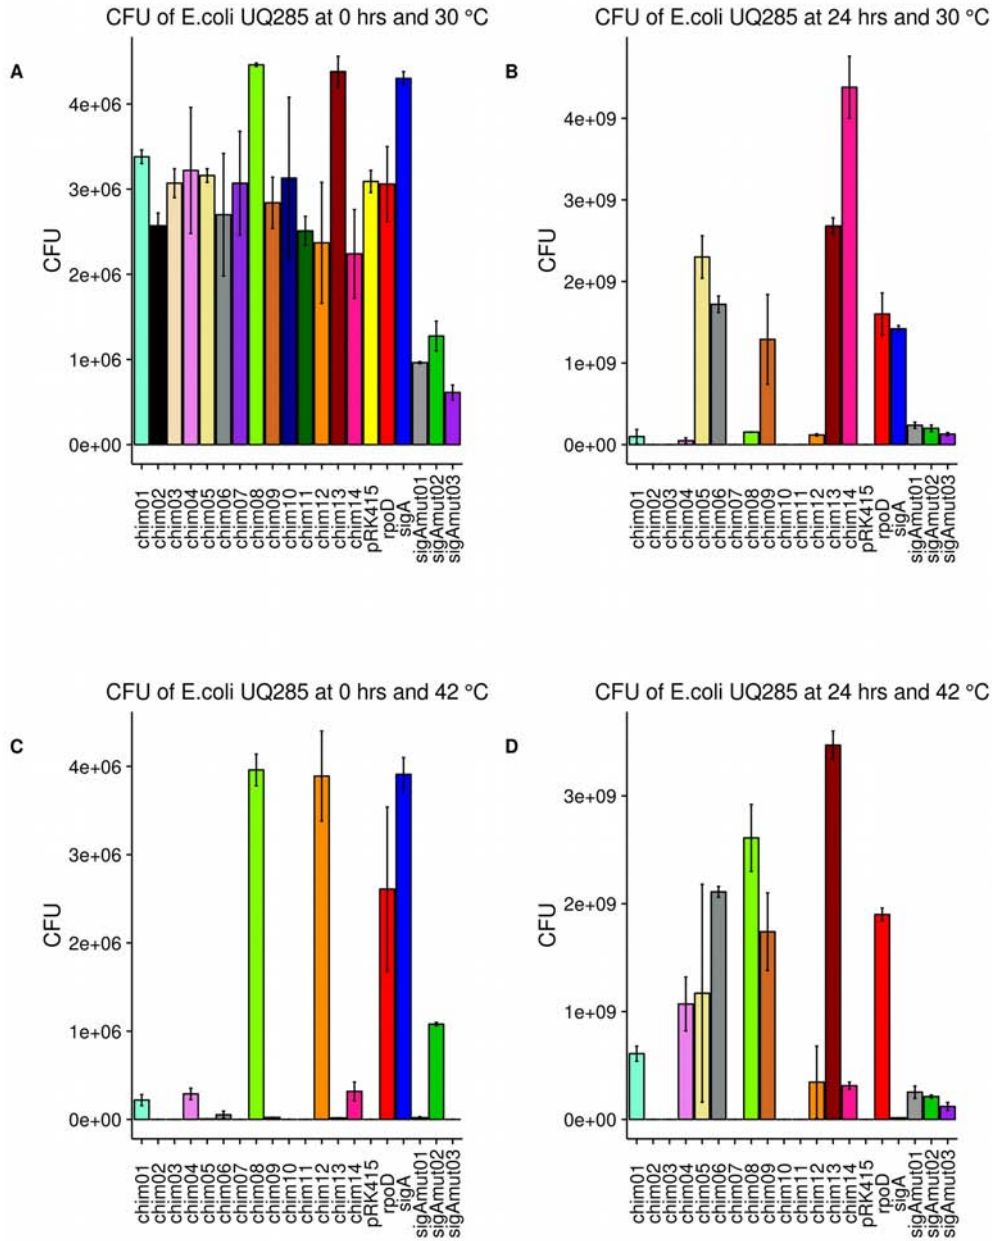 CFU of E.coli UQ285 at 0 hrs and 30 °C
A
4e+06
3e+06
2e+06
1e+06
0e+00
CFU
chim01
chim02
chim03
chim04
chim05
chim06
chim07
chim08
chim09
chim10
chim11
chim12
chim13
chim14
pRK415
rpoD
sigA
sigAmut01
sigAmut02
sigAmut03
CFU of E.coli UQ285 at 24 hrs and 30 °C
B
4e+09
3e+09
2e+09
1e+09
0e+00
CFU
chim01
chim02
chim03
chim04
chim05
chim06
chim07
chim08
chim09
chim10
chim11
chim12
chim13
chim14
pRK415
rpoD
sigA
sigAmut01
sigAmut02
sigAmut03
CFU of E.coli UQ285 at 0 hrs and 42 °C
C
4e+06
3e+06
2e+06
1e+06
0e+00
CFU
chim01
chim02
chim03
chim04
chim05
chim06
chim07
chim08
chim09
chim10
chim11
chim12
chim13
chim14
pRK415
rpoD
sigA
sigAmut01
sigAmut02
sigAmut03
CFU of E.coli UQ285 at 24 hrs and 42 °C
D
3e+09
2e+09
1e+09
0e+00
CFU
chim01
chim02
chim03
chim04
chim05
chim06
chim07
chim08
chim09
chim10
chim11
chim12
chim13
chim14
pRK415
rpoD
sigA
sigAmut01
sigAmut02
sigAmut03